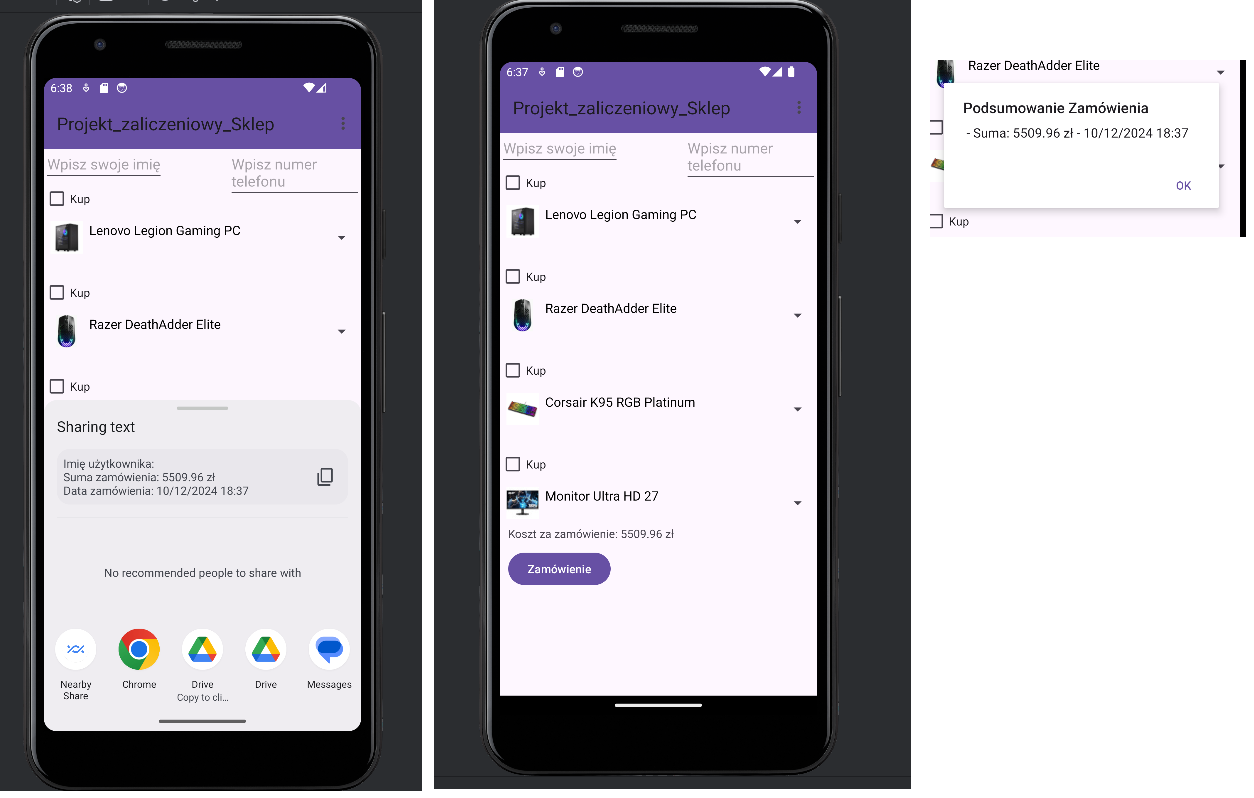 6:38
Projekt_zaliczeniowy_Sklep
Wpisz swoje imię
Wpisz numer
telefonu
Kup
Lenovo Legion Gaming PC
Kup
Razer DeathAdder Elite
Kup
Sharing text
Imię użytkownika:
Suma zamówienia: 5509.96 zł
Data zamówienia: 10/12/2024 18:37
No recommended people to share with
Nearby
Share
Chrome
Drive
Copy to cli...
Drive
Messages
6:37
Projekt_zaliczeniowy_Sklep
Wpisz swoje imię
Wpisz numer
telefonu
Kup
Lenovo Legion Gaming PC
Kup
Razer DeathAdder Elite
Kup
Corsair K95 RGB Platinum
Kup
Monitor Ultra HD 27
Koszt za zamówienie: 5509.96 zł
Zamówienie
Razer DeathAdder Elite
Podsumowanie Zamówienia
- Suma: 5509.96 zł - 10/12/2024 18:37
OK
Kup